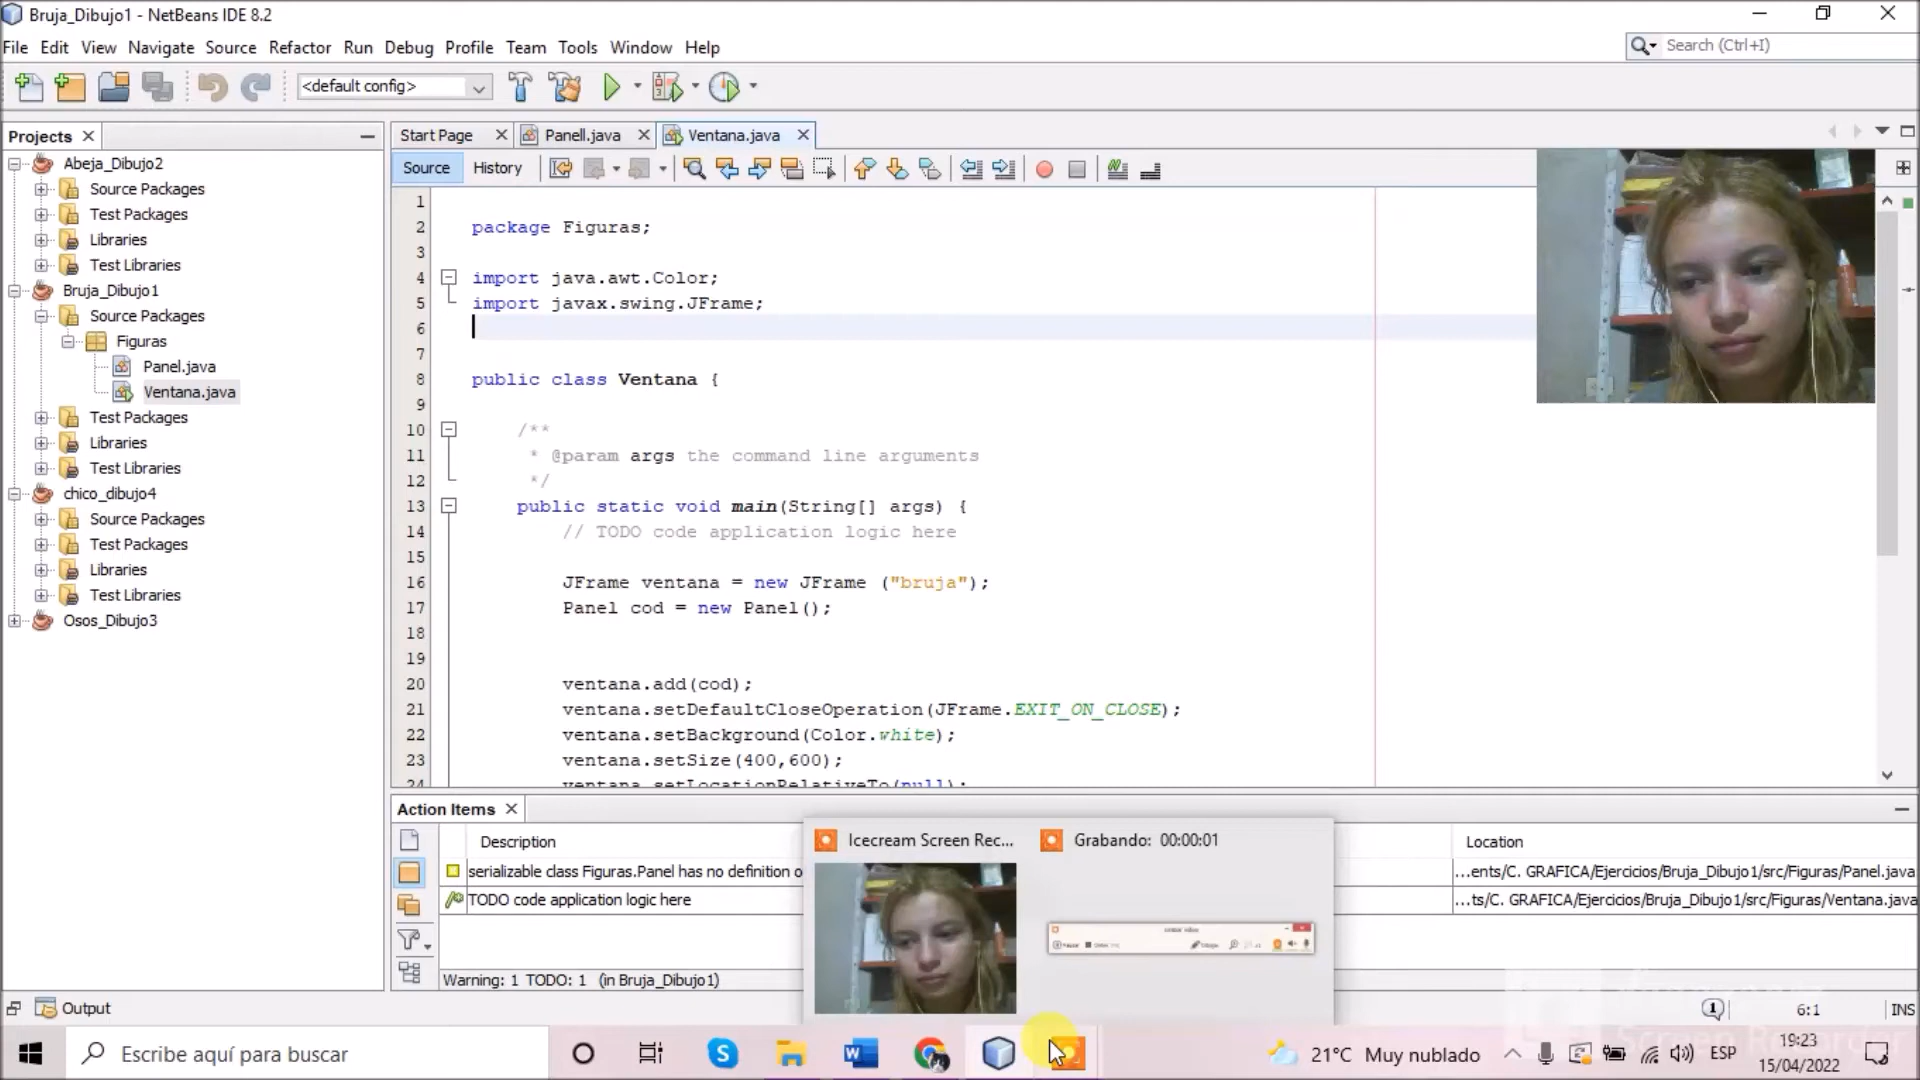 Bruja_Dibujo1 - NetBeans IDE 8.2
File Edit View Navigate Source Refactor Run Debug Profile Team Tools Window Help
Search (Ctrl+I)
<default config>
Projects
Abeja_Dibujo2
Source Packages
Test Packages
Libraries
Test Libraries
Bruja_Dibujo1
Source Packages
Figuras
Panel.java
Ventana.java
Test Packages
Libraries
Test Libraries
chico_dibujo4
Source Packages
Test Packages
Libraries
Test Libraries
Osos_Dibujo3
Start Page Panell.java Ventana.java
Source History
1
2 package Figuras;
3
4 import java.awt.Color;
5 import javax.swing.JFrame;
6
7
8 public class Ventana {
9
10 /**
11 * @param args the command line arguments
12 */
13 public static void main(String[] args) {
14 // TODO code application logic here
15
16 JFrame ventana = new JFrame ("bruja");
17 Panel cod = new Panel();
18
19
20 ventana.add(cod);
21 ventana.setDefaultCloseOperation(JFrame.EXIT_ON_CLOSE);
22 ventana.setBackground(Color.white);
23 ventana.setSize(400,600);
24 ventana.setLocationRelativeTo(null);
Action Items
Description Location
serializable class Figuras.Panel has no definition o ...ents/C. GRAFICA/Ejercicios/Bruja_Dibujo1/src/Figuras/Panel.java
TODO code application logic here ...ts/C. GRAFICA/Ejercicios/Bruja_Dibujo1/src/Figuras/Ventana.java
Warning: 1 TODO: 1 (in Bruja_Dibujo1)
Icecream Screen Rec... Grabando: 00:00:01
Output
1 6:1 INS
Screen Recorder
Escribe aquí para buscar
21°C Muy nublado
ESP
19:23
15/04/2022